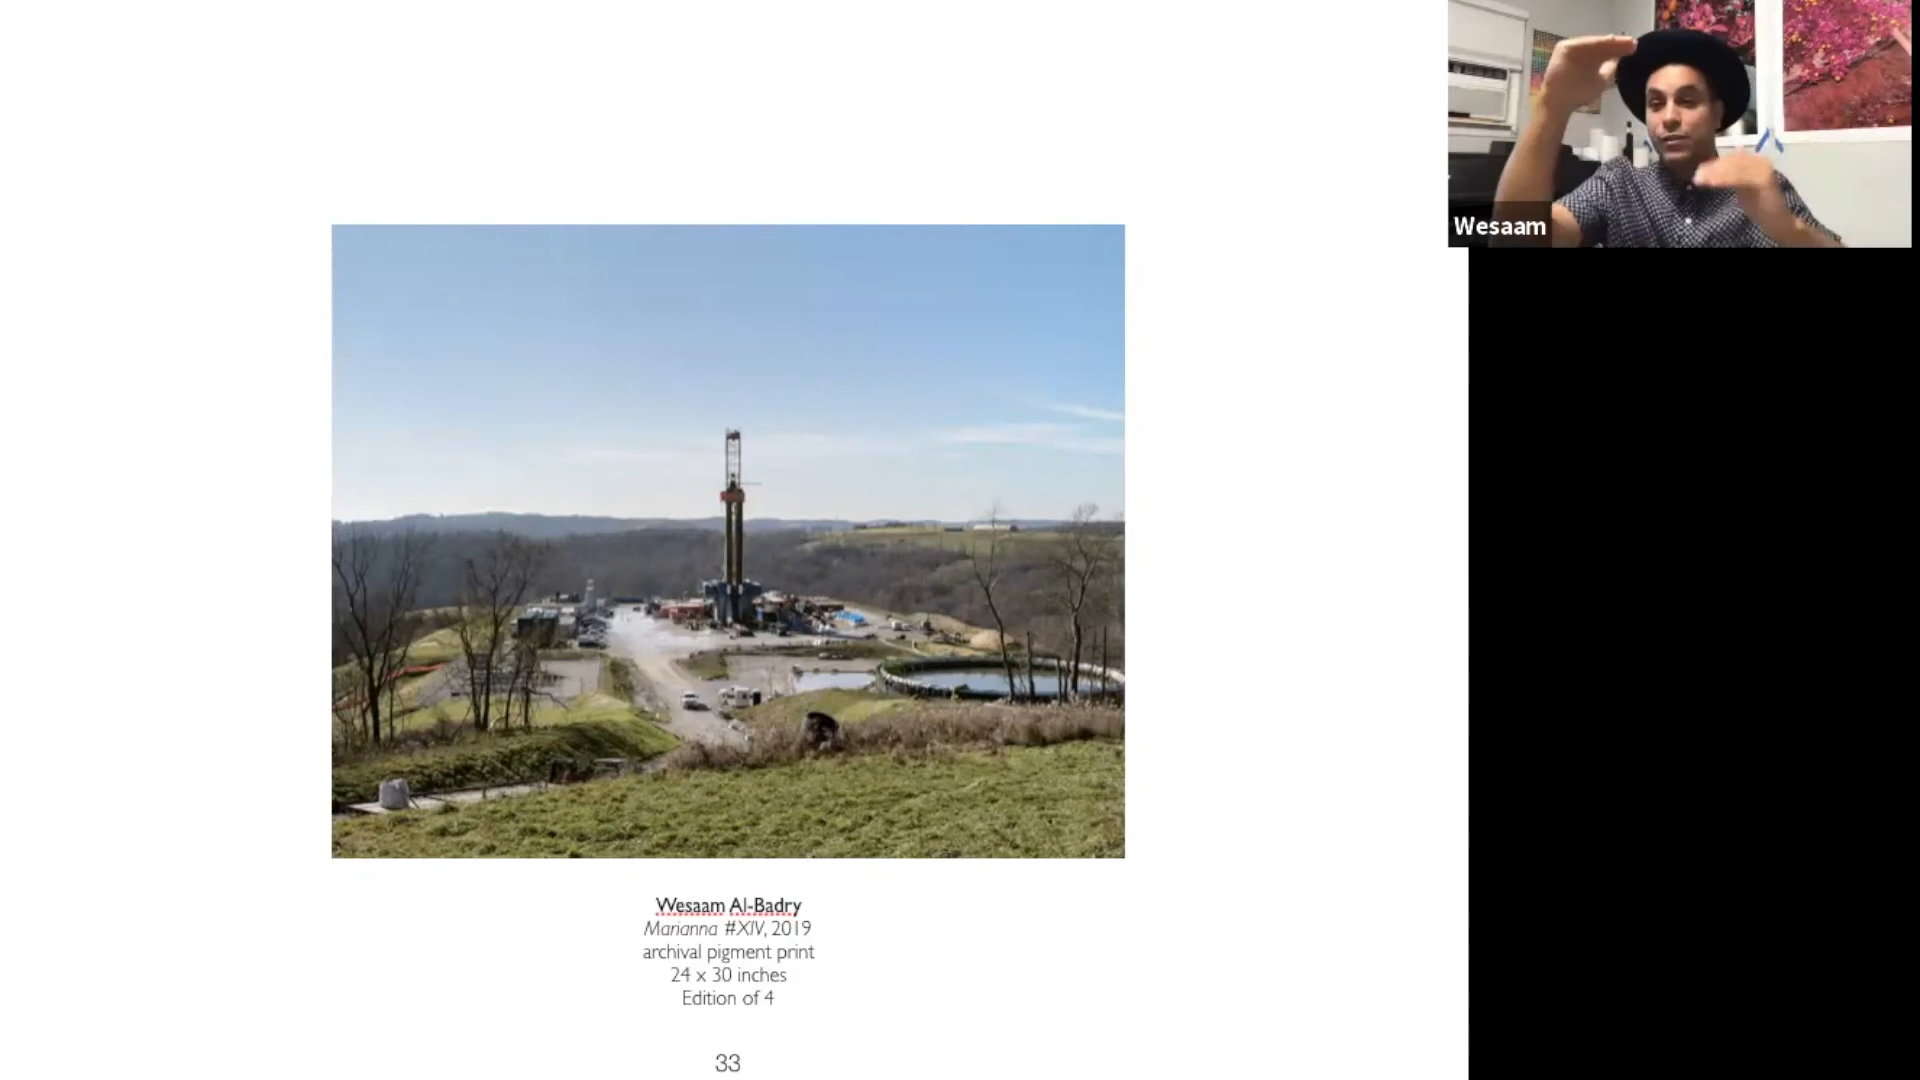 Wesaam
Wesaam Al-Badry
Marianna #XIV, 2019
archival pigment print
24 x 30 inches
Edition of 4
33